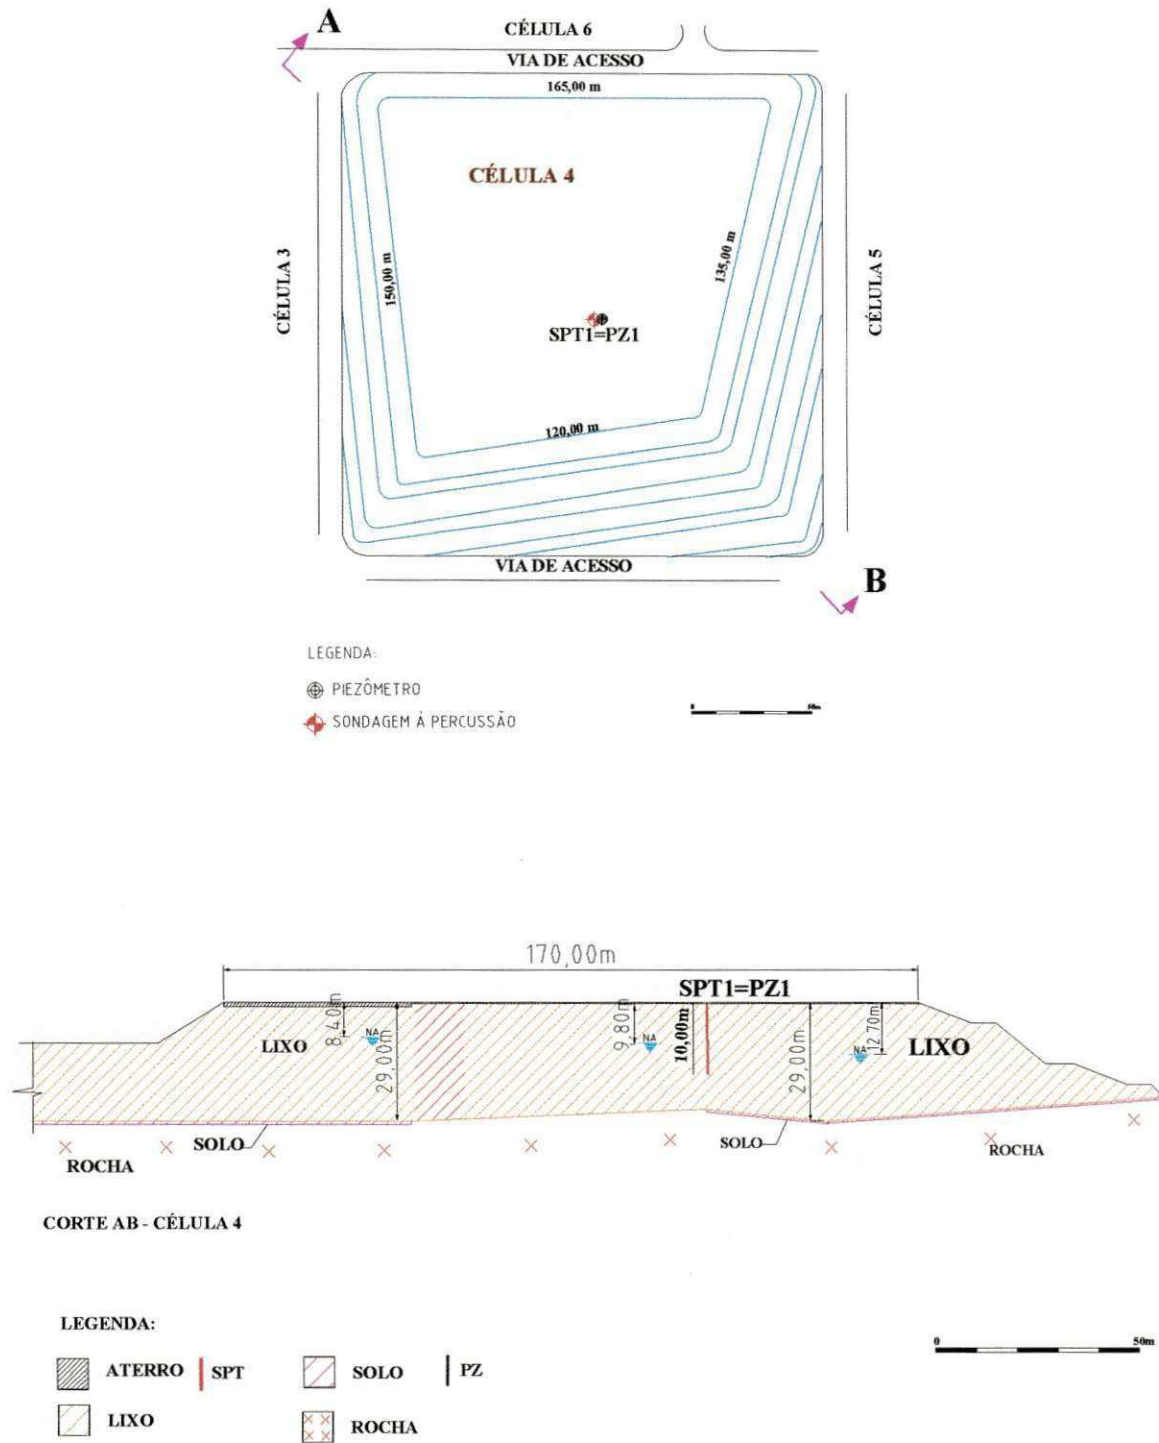 A
CÉLULA 6
VIA DE ACESSO
165,00 m
CÉLULA 4
CÉLULA 3
150,00 m
135,00 m
CÉLULA 5
SPT1=PZ1
120,00 m
VIA DE ACESSO
B
LEGENDA:
PIEZÔMETRO
SONDAGEM À PERCUSSÃO
0 50m
170,00m
SPT1=PZ1
LIXO
8.40m
NA
29,00m
9,80m
NA
10,00m
29,00m
NA
12,70m
LIXO
SOLO
SOLO
ROCHA
ROCHA
CORTE AB - CÉLULA 4
LEGENDA:
0 50m
ATERRO SPT SOLO PZ
LIXO ROCHA